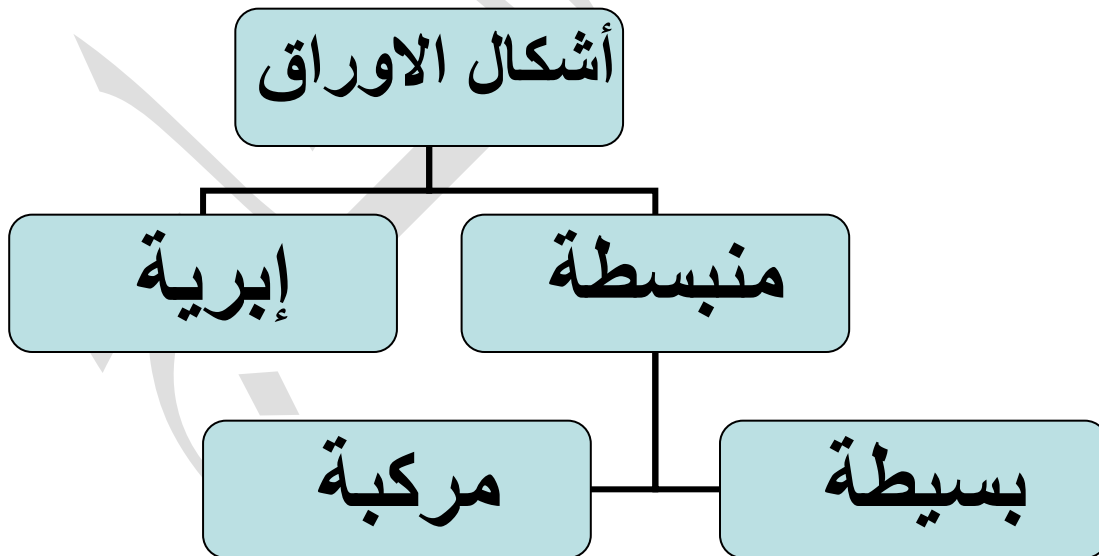 أشكال الاوراق
منبسطة
إبرية
بسيطة
مركبة